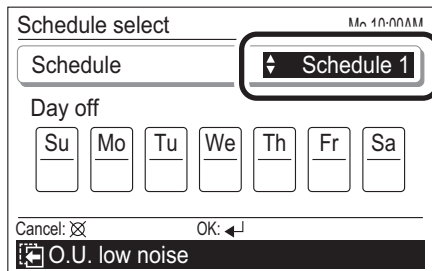 Schedule select Mo 10:00AM
Schedule Schedule 1
Day off
Su Mo Tu We Th Fr Sa
Cancel: OK:
O.U. low noise